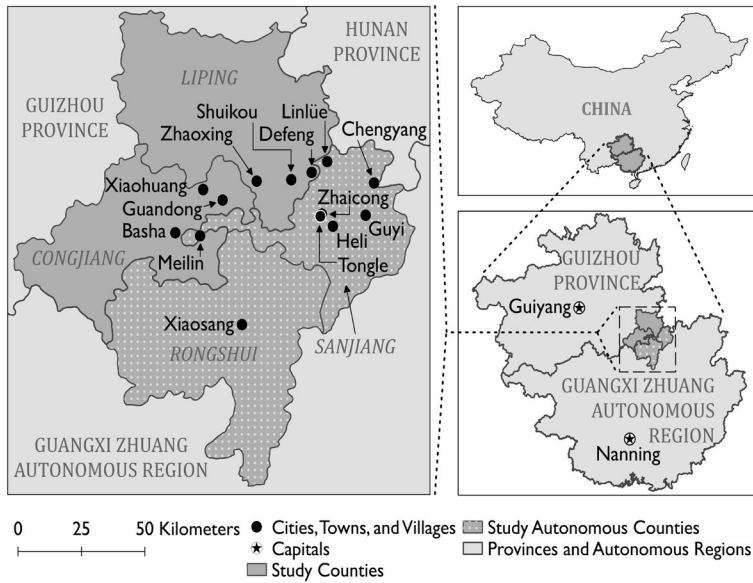 HUNAN
PROVINCE
LIPING
GUIZHOU
PROVINCE
Shuikou
Linlüe
Zhaoxing
Defeng
Chengyang
Xiaohuang
Zhaicong
Guandong
Basha
Guyi
Heli
CONGJIANG
Meilin
Tongle
Xiaosang
RONGSHUI
SANJIANG
GUANGXI ZHUANG
AUTONOMOUS REGION
CHINA
GUIZHOU
PROVINCE
Guiyang
GUANGXI ZHUANG
AUTONOMOUS
REGION
Nanning
0 25 50 Kilometers
Cities, Towns, and Villages
Capitals
Study Counties
Study Autonomous Counties
Provinces and Autonomous Regions